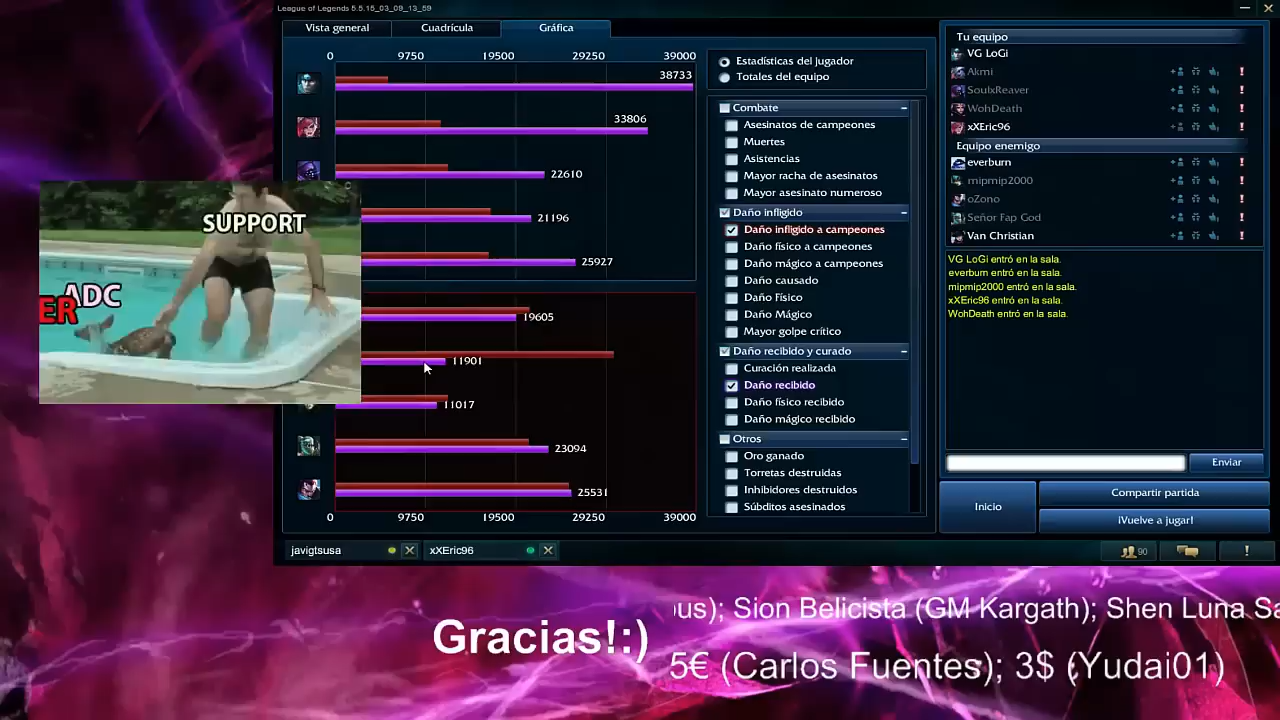 League of Legends 5.5.15_03_09_13_59
Vista general
Cuadrícula
Gráfica
0 9750 19500 29250 39000
38733
33806
22610
21196
25927
19605
11901
11017
23094
25531
0 9750 19500 29250 39000
SUPPORT
ADC
ER
Estadísticas del jugador
Totales del equipo
Combate
Asesinatos de campeones
Muertes
Asistencias
Mayor racha de asesinatos
Mayor asesinato numeroso
Daño infligido
Daño infligido a campeones
Daño físico a campeones
Daño mágico a campeones
Daño causado
Daño Físico
Daño Mágico
Mayor golpe crítico
Daño recibido y curado
Curación realizada
Daño recibido
Daño físico recibido
Daño mágico recibido
Otros
Oro ganado
Torretas destruidas
Inhibidores destruidos
Súbditos asesinados
Tu equipo
VG LoGi
Akmi
SoulxReaver
WohDeath
xXEric96
Equipo enemigo
everburn
mipmip2000
oZono
Señor Fap God
Van Christian
VG LoGi entró en la sala.
everburn entró en la sala.
mipmip2000 entró en la sala.
xXEric96 entró en la sala.
WohDeath entró en la sala.
Enviar
Inicio
Compartir partida
¡Vuelve a jugar!
javigtsusa
xXEric96
90
Gracias!:)
us); Sion Belicista (GM Kargath); Shen Luna Sa
5€ (Carlos Fuentes); 3$ (Yudai01)